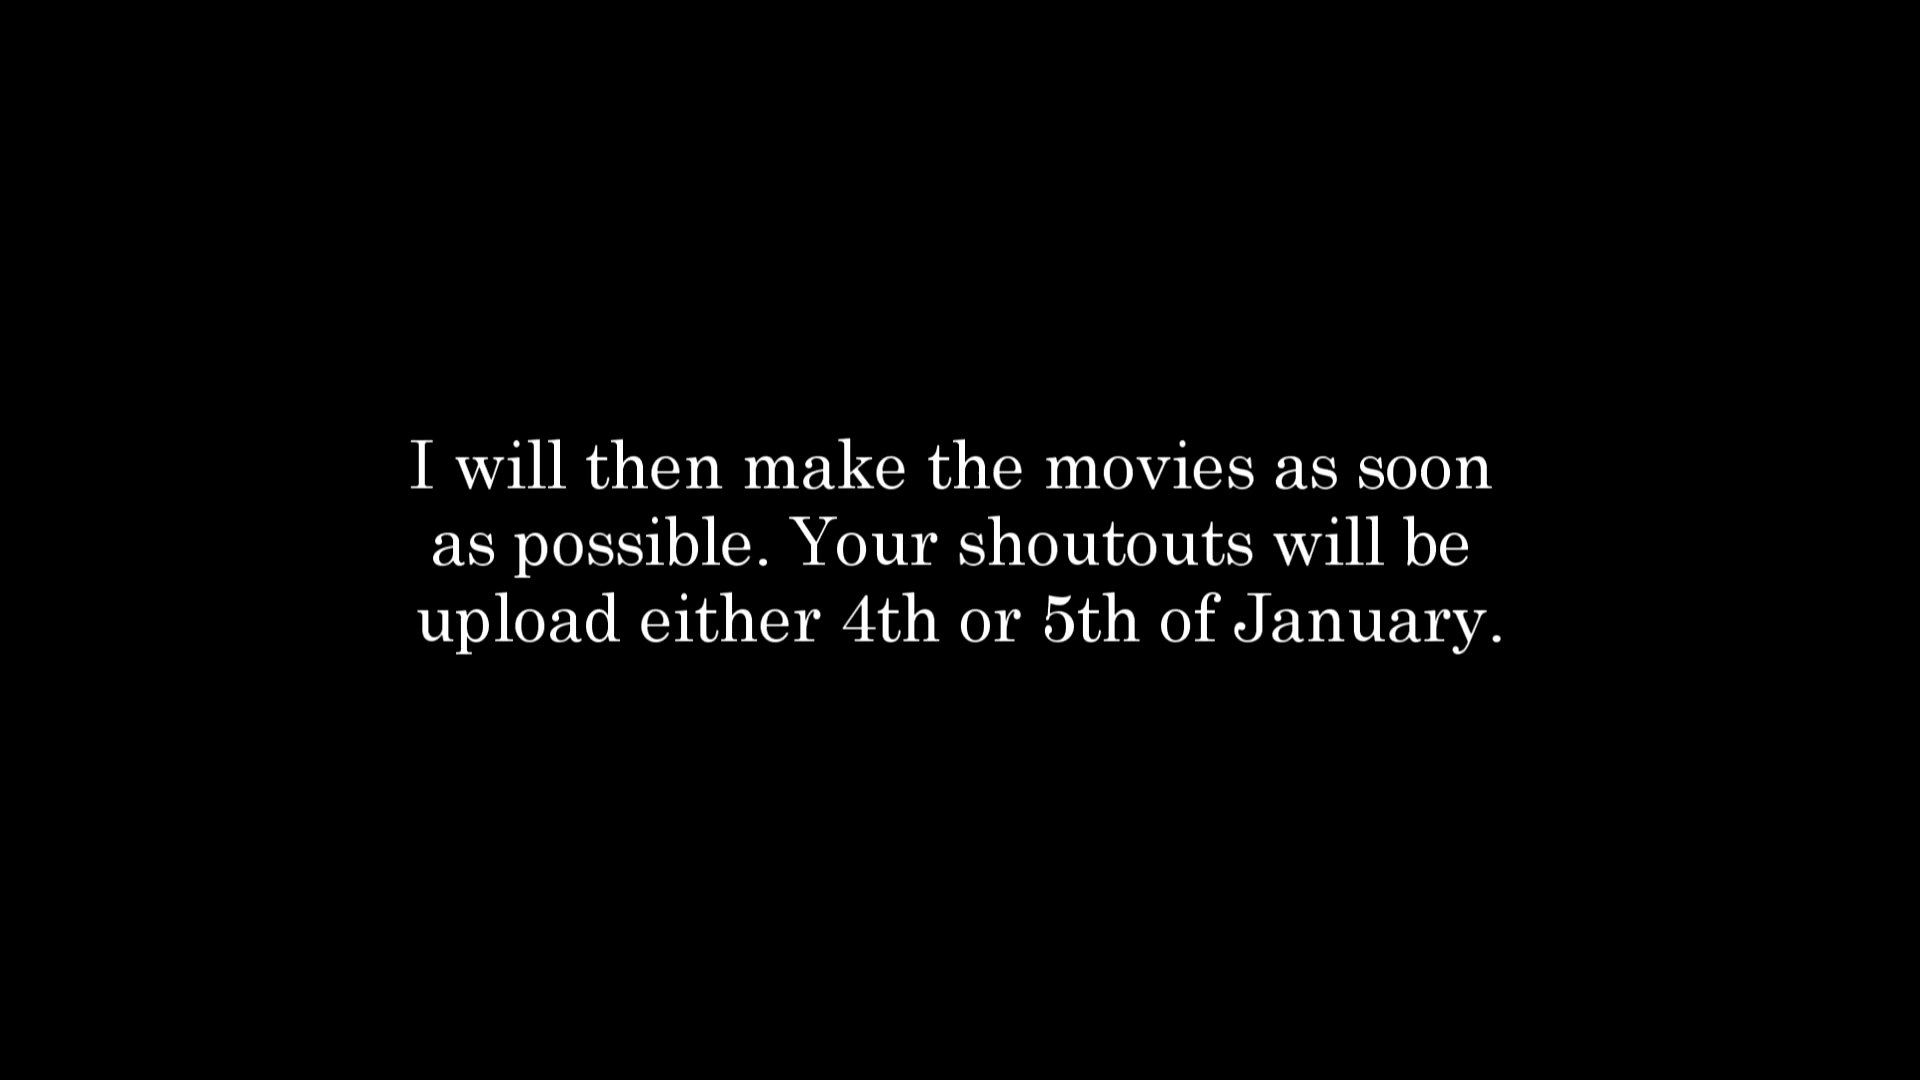 I will then make the movies as soon
as possible. Your shoutouts will be
upload either 4th or 5th of January.